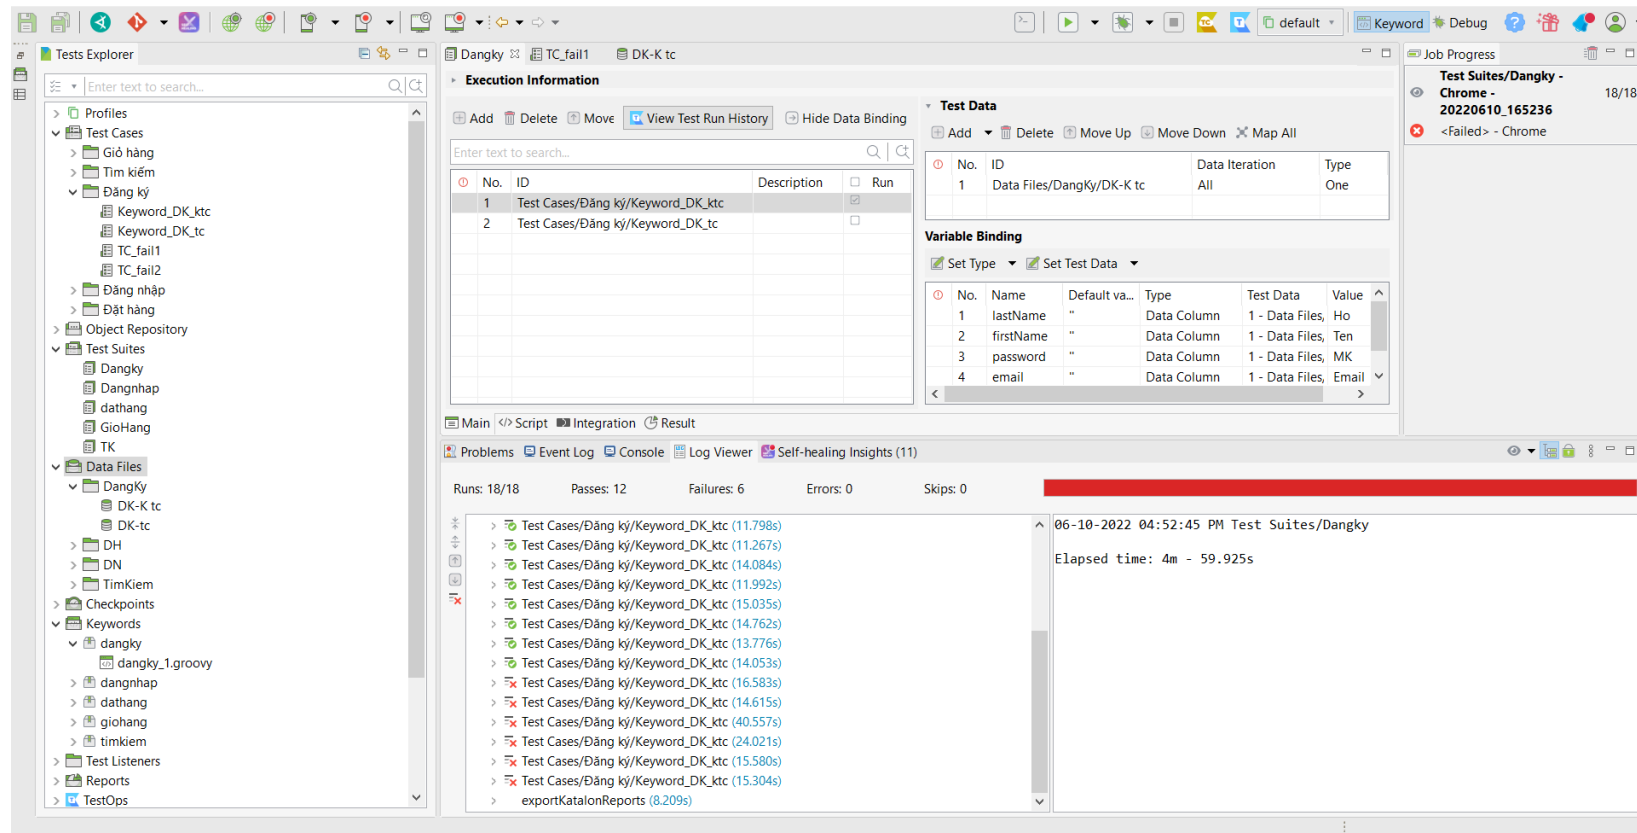 default
Keyword
Debug
Tests Explorer
Enter text to search...
Profiles
Test Cases
Giỏ hàng
Tìm kiếm
Đăng ký
Keyword_DK_ktc
Keyword_DK_tc
TC_fail1
TC_fail2
Đăng nhập
Đặt hàng
Object Repository
Test Suites
Dangky
Dangnhap
dathang
GioHang
TK
Data Files
DangKy
DK-K tc
DK-tc
DH
DN
TimKiem
Checkpoints
Keywords
dangky
dangky_1.groovy
dangnhap
dathang
giohang
timkiem
Test Listeners
Reports
TestOps
Dangky TC_fail1 DK-K tc
Execution Information
Add Delete Move View Test Run History Hide Data Binding
Enter text to search...
No. ID Description Run
1 Test Cases/Đăng ký/Keyword_DK_ktc
2 Test Cases/Đăng ký/Keyword_DK_tc
Test Data
Add Delete Move Up Move Down Map All
No. ID Data Iteration Type
1 Data Files/DangKy/DK-K tc All One
Variable Binding
Set Type Set Test Data
No. Name Default va... Type Test Data Value
1 lastName '' Data Column 1 - Data Files, Ho
2 firstName '' Data Column 1 - Data Files, Ten
3 password '' Data Column 1 - Data Files, MK
4 email '' Data Column 1 - Data Files, Email
Main Script Integration Result
Job Progress
Test Suites/Dangky -
Chrome - 18/18
20220610_165236
<Failed> - Chrome
Problems Event Log Console Log Viewer Self-healing Insights (11)
Runs: 18/18 Passes: 12 Failures: 6 Errors: 0 Skips: 0
Test Cases/Đăng ký/Keyword_DK_ktc (11.798s)
Test Cases/Đăng ký/Keyword_DK_ktc (11.267s)
Test Cases/Đăng ký/Keyword_DK_ktc (14.084s)
Test Cases/Đăng ký/Keyword_DK_ktc (11.992s)
Test Cases/Đăng ký/Keyword_DK_ktc (15.035s)
Test Cases/Đăng ký/Keyword_DK_ktc (14.762s)
Test Cases/Đăng ký/Keyword_DK_ktc (13.776s)
Test Cases/Đăng ký/Keyword_DK_ktc (14.053s)
Test Cases/Đăng ký/Keyword_DK_ktc (16.583s)
Test Cases/Đăng ký/Keyword_DK_ktc (14.615s)
Test Cases/Đăng ký/Keyword_DK_ktc (40.557s)
Test Cases/Đăng ký/Keyword_DK_ktc (24.021s)
Test Cases/Đăng ký/Keyword_DK_ktc (15.580s)
Test Cases/Đăng ký/Keyword_DK_ktc (15.304s)
exportKatalonReports (8.209s)
06-10-2022 04:52:45 PM Test Suites/Dangky
Elapsed time: 4m - 59.925s